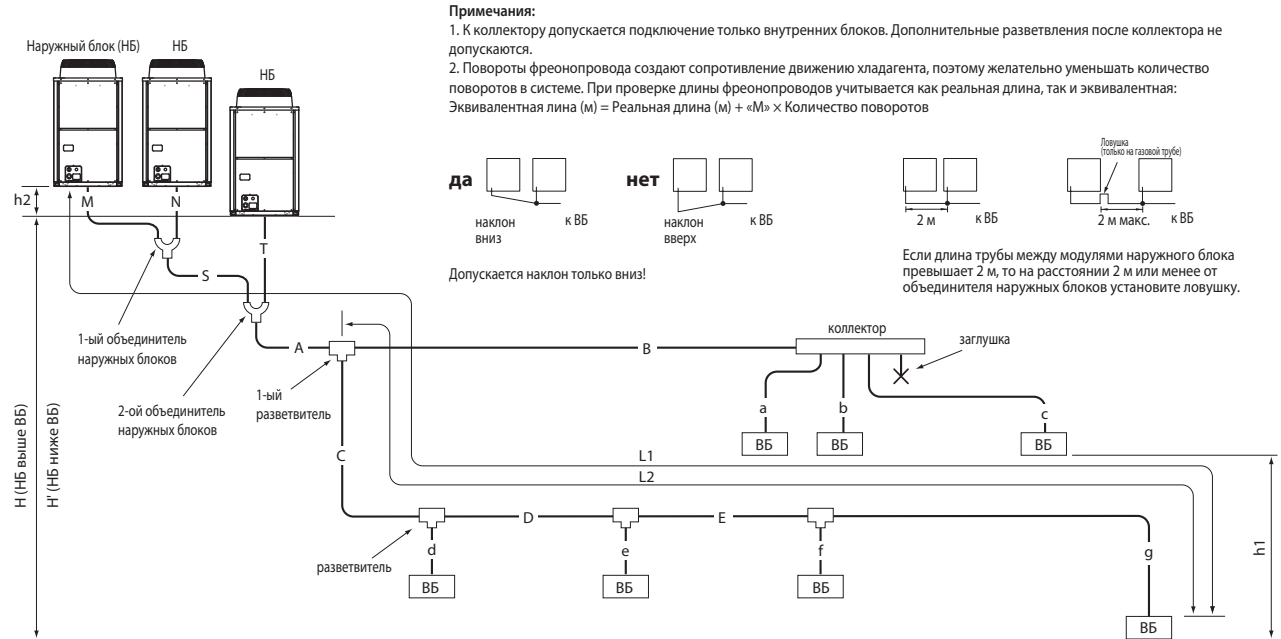 Примечания:
1. К коллектору допускается подключение только внутренних блоков. Дополнительные разветвления после коллектора не
допускаются.
2. Повороты фреонопровода создают сопротивление движению хладагента, поэтому желательно уменьшать количество
поворотов в системе. При проверке длины фреонопроводов учитывается как реальная длина, так и эквивалентная:
Эквивалентная лина (м) = Реальная длина (м) + «М» × Количество поворотов
Наружный блок (НБ)
НБ
НБ
h2
M
N
T
S
1-ый объединитель
наружных блоков
2-ой объединитель
наружных блоков
H (НБ выше ВБ)
H' (НБ ниже ВБ)
да
наклон
вниз
к ВБ
нет
наклон
вверх
к ВБ
Допускается наклон только вниз!
2 м
к ВБ
Ловушка
(только на газовой трубе)
2 м макс.
к ВБ
Если длина трубы между модулями наружного блока
превышает 2 м, то на расстоянии 2 м или менее от
объединителя наружных блоков установите ловушку.
A
1-ый
разветвитель
B
коллектор
заглушка
a
b
c
ВБ
ВБ
ВБ
C
L1
L2
D
E
d
e
f
g
разветвитель
ВБ
ВБ
ВБ
ВБ
h1